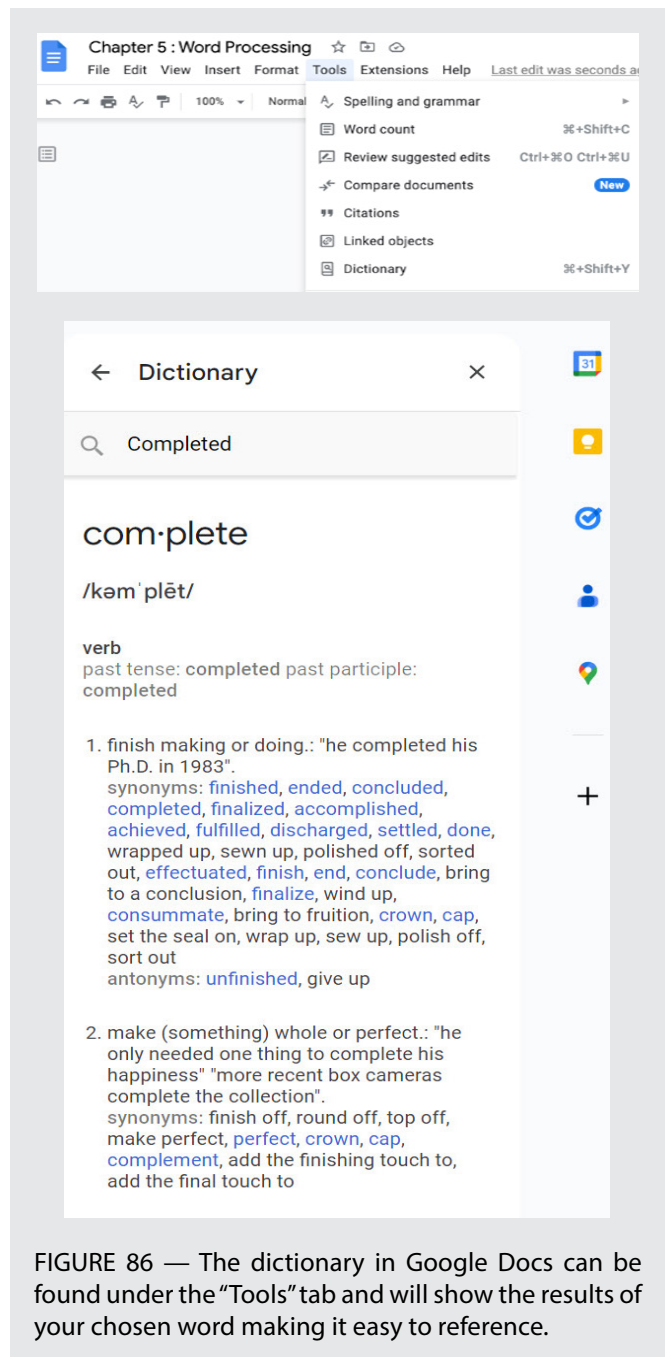 Chapter 5 : Word Processing
File Edit View Insert Format Tools Extensions Help Last edit was seconds
100% Normal
Spelling and grammar
Word count ⌘+Shift+C
Review suggested edits Ctrl+⌘O Ctrl+⌘U
Compare documents New
Citations
Linked objects
Dictionary ⌘+Shift+Y
Dictionary
31
Completed
com·plete
/kəmˈplēt/
verb
past tense: completed past participle:
completed
1. finish making or doing.: "he completed his
Ph.D. in 1983".
synonyms: finished, ended, concluded,
completed, finalized, accomplished,
achieved, fulfilled, discharged, settled, done,
wrapped up, sewn up, polished off, sorted
out, effectuated, finish, end, conclude, bring
to a conclusion, finalize, wind up,
consummate, bring to fruition, crown, cap,
set the seal on, wrap up, sew up, polish off,
sort out
antonyms: unfinished, give up
2. make (something) whole or perfect.: "he
only needed one thing to complete his
happiness" "more recent box cameras
complete the collection".
synonyms: finish off, round off, top off,
make perfect, perfect, crown, cap,
complement, add the finishing touch to,
add the final touch to
FIGURE 86 — The dictionary in Google Docs can be
found under the “Tools” tab and will show the results of
your chosen word making it easy to reference.